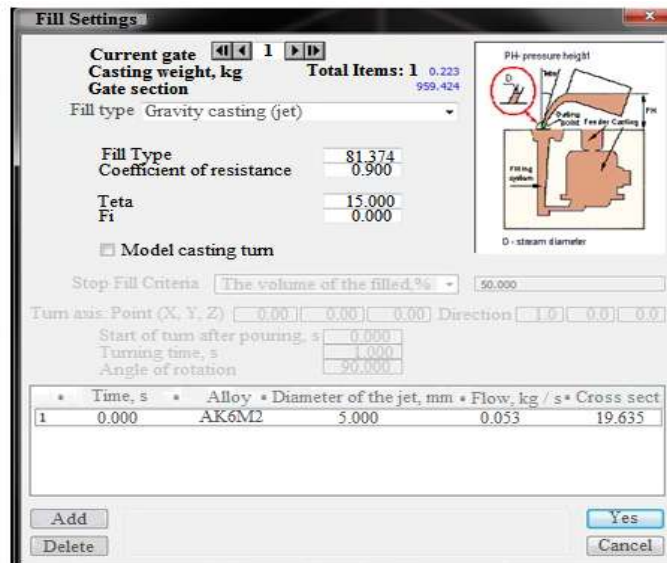 Fill Settings
Current gate 1
Casting weight, kg Total Items: 1 0.223
Gate section 959.424
Fill type Gravity casting (jet)
Fill Type 81.374
Coefficient of resistance 0.900
Teta 15.000
Fi 0.000
Model casting turn
Stop Fill Criteria The volume of the filled,% 50.000
Turn axis: Point (X, Y, Z) 0.00 0.00 0.00 Direction 1.0 0.0 0.0
Start of turn after pouring, s 0.000
Turning time, s 1.000
Angle of rotation 90.000
Time, s Alloy Diameter of the jet, mm Flow, kg / s Cross sect
1 0.000 AK6M2 5.000 0.053 19.635
Add Yes
Delete Cancel
PH- pressure height
D
PH
point Feeder Casting
system
D - stream diameter